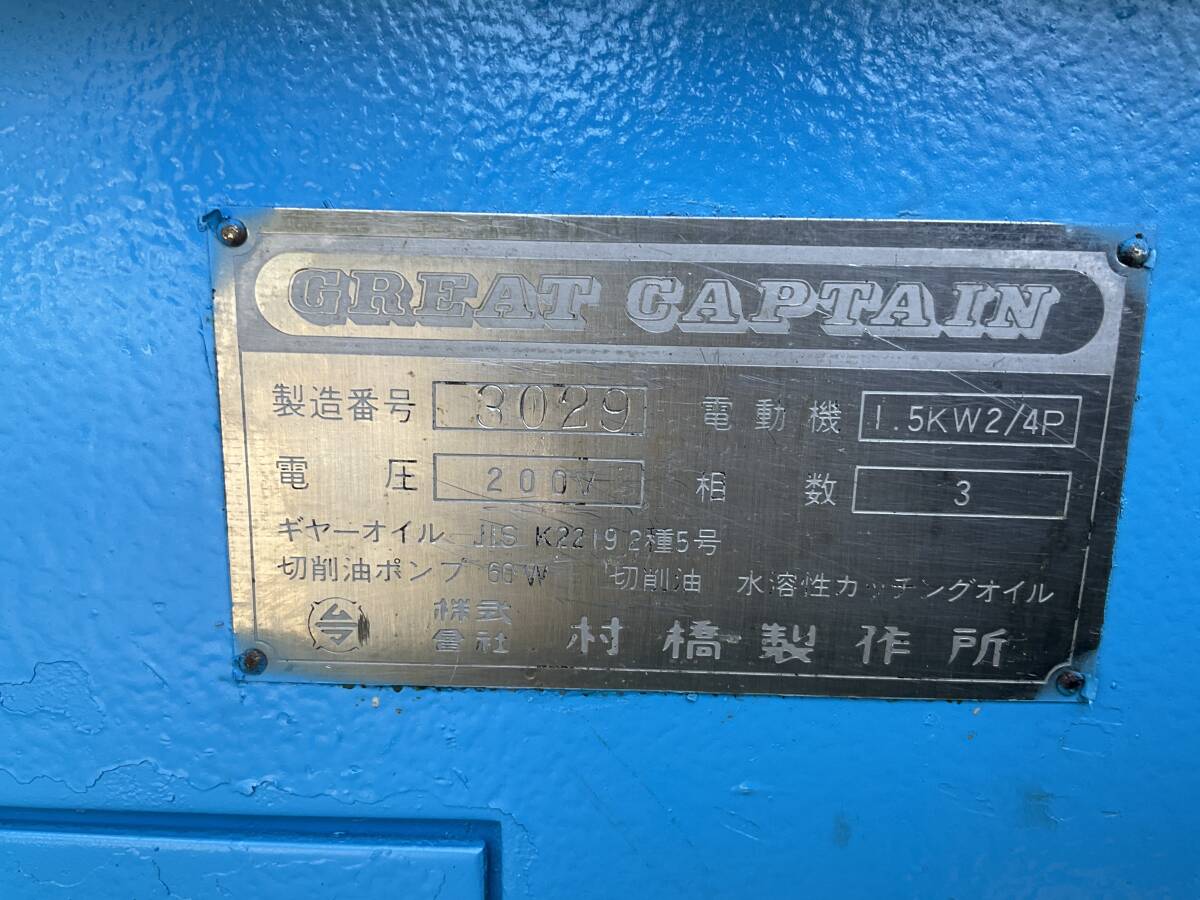 GREAT CAPTAIN
製造番号 3029 電動機 1.5KW2/4P
電圧 200V 相数 3
ギヤーオイル JIS K2219 2種5号
切削油ポンプ 60W 切削油 水溶性カッチングオイル
株式會社 村橋製作所